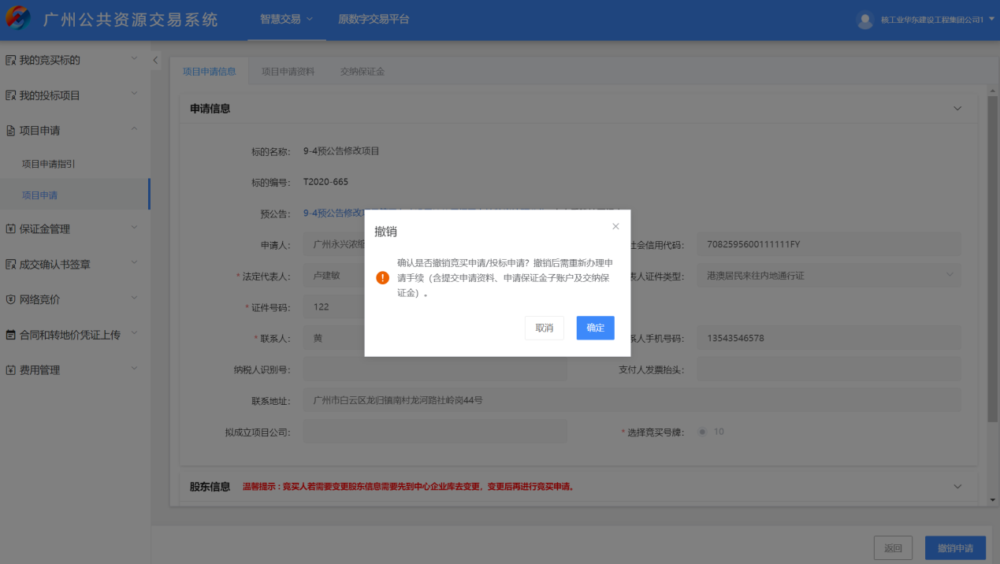 广州公共资源交易系统
智慧交易
原数字交易平台
核工业华东建设工程集团公司1
我的竞买标的
我的投标项目
项目申请
项目申请指引
项目申请
保证金管理
成交确认书签章
网络竞价
合同和转地价凭证上传
费用管理
项目申请信息
项目申请资料
交纳保证金
申请信息
标的名称: 9-4预公告修改项目
标的编号: T2020-665
预公告: 9-4预公告修改项
申请人: 广州永兴浓缩
社会信用代码: 7082595600111111FY
* 法定代表人: 卢建敏
表人证件类型: 港澳居民来往内地通行证
* 证件号码: 122
* 联系人: 黄
系人手机号码: 13543546578
纳税人识别号:
支付人发票抬头:
联系地址: 广州市白云区龙归镇南村龙河路社岭岗44号
拟成立项目公司:
* 选择竞买号牌: 10
股东信息 温馨提示：竞买人若需要变更股东信息需要先到中心企业库去变更，变更后再进行竞买申请。
返回
撤销申请
撤销
确认是否撤销竞买申请/投标申请？撤销后需重新办理申
请手续（含提交申请资料、申请保证金子账户及交纳保
证金）。
取消
确定